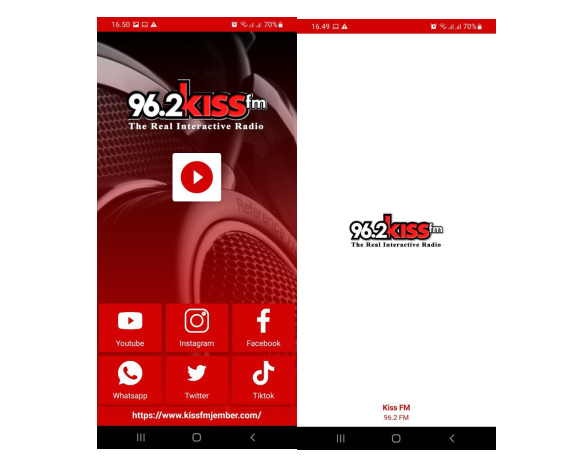 16.50
70%
96.2 KISS fm
The Real Interactive Radio
Reference
Youtube
Instagram
Facebook
Whatsapp
Twitter
Tiktok
https://www.kissfmjember.com/
16.49
70%
96.2 KISS fm
The Real Interactive Radio
Kiss FM
96.2 FM